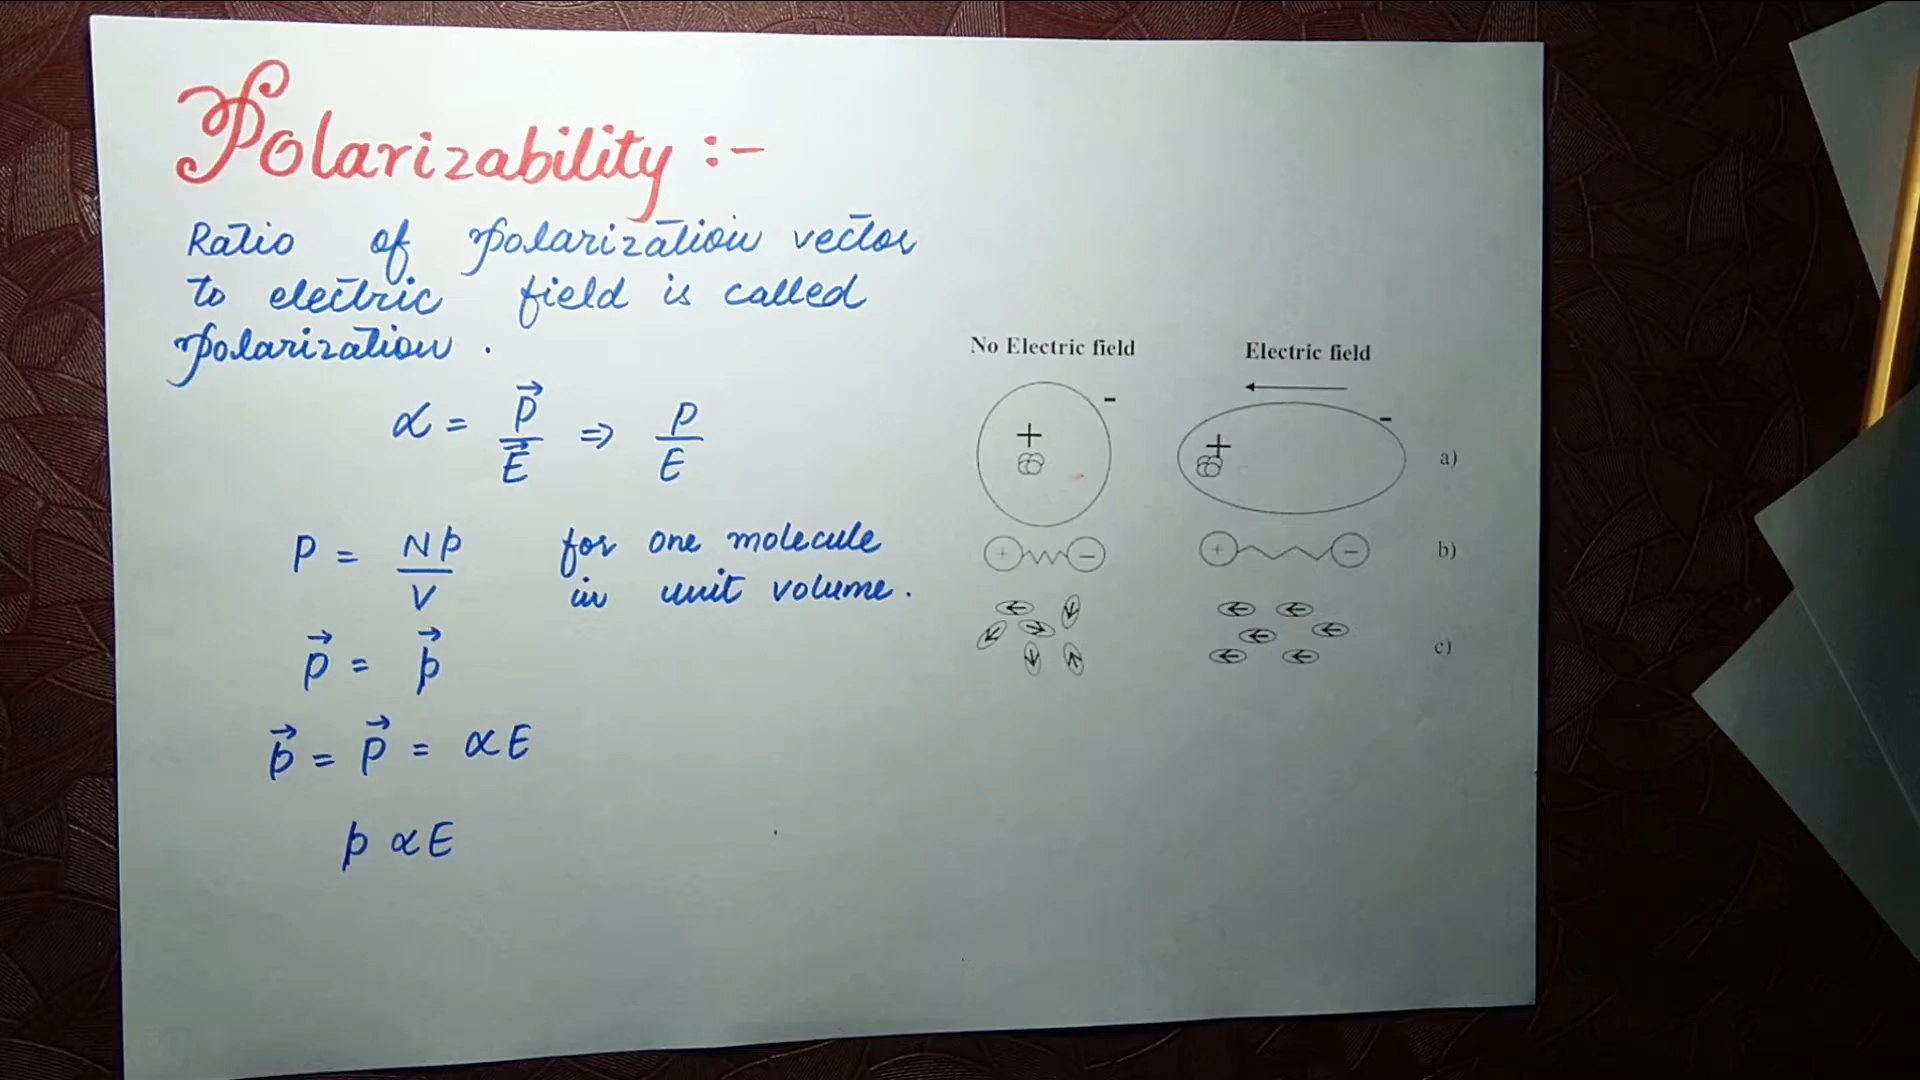 Polarizability :-
Ratio of polarization vector
to electric field is called
polarization .
α = P⃗ / E⃗ ⇒ P / E
P = Np / V for one molecule
in unit volume .
P⃗ = p⃗
p⃗ = P⃗ = αE
p αE
No Electric field Electric field
+ - + - a)
+ − + − b)
c)